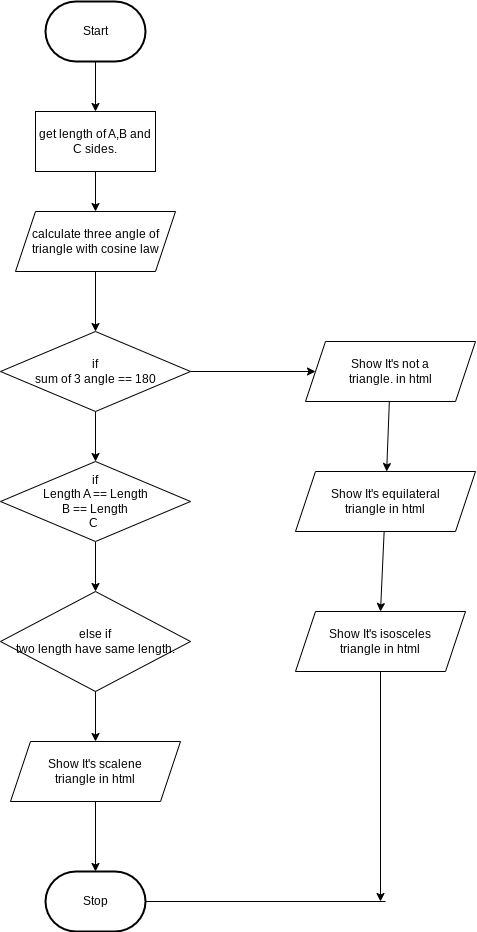 Start
get length of A,B and
C sides.
calculate three angle of
triangle with cosine law
if
sum of 3 angle == 180
Show It's not a
triangle. in html
if
Length A == Length
B == Length
C
Show It's equilateral
triangle in html
else if
two length have same length.
Show It's isosceles
triangle in html
Show It's scalene
triangle in html
Stop